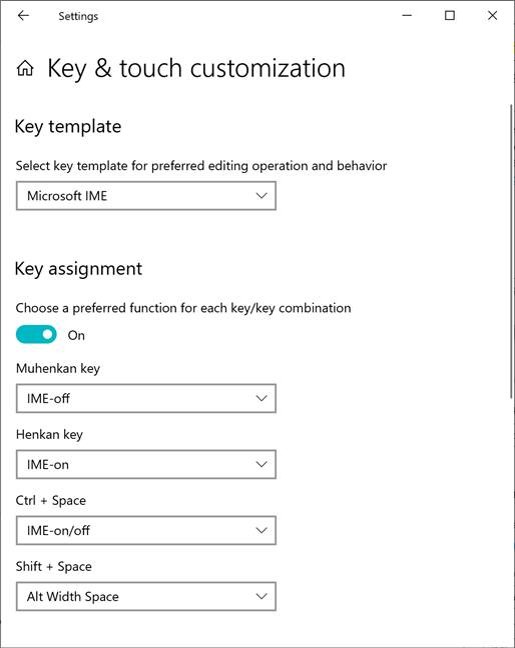 Settings
Key & touch customization
Key template
Select key template for preferred editing operation and behavior
Microsoft IME
Key assignment
Choose a preferred function for each key/key combination
On
Muhenkan key
IME-off
Henkan key
IME-on
Ctrl + Space
IME-on/off
Shift + Space
Alt Width Space